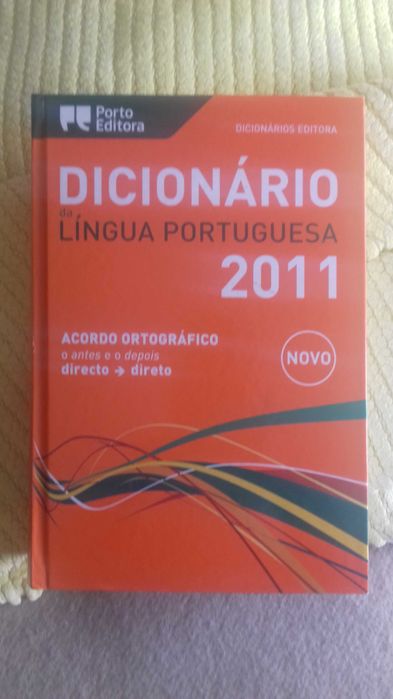 Porto
Editora
DICIONÁRIOS EDITORA
DICIONÁRIO
da
LÍNGUA PORTUGUESA
2011
ACORDO ORTOGRÁFICO
o antes e o depois
directo → direto
NOVO